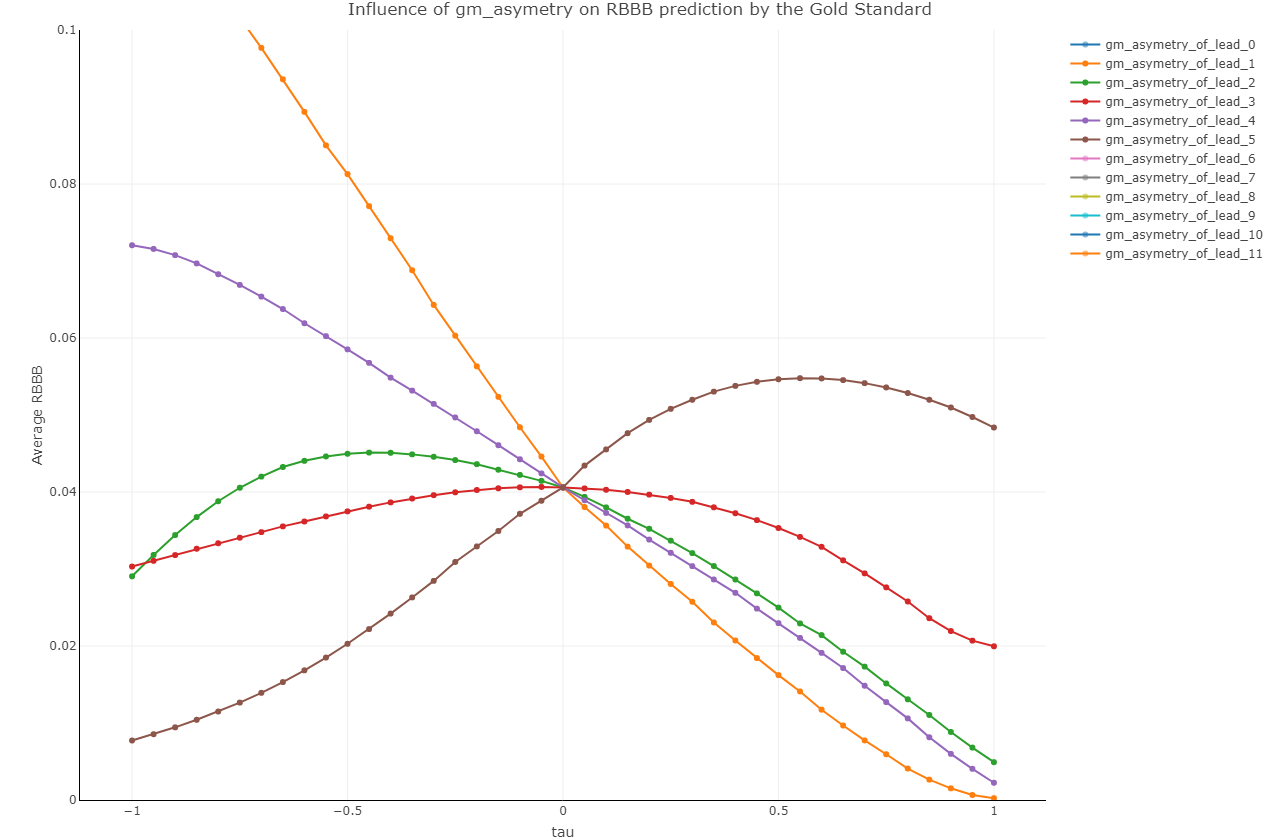 Influence of gm_asymetry on RBBB prediction by the Gold Standard
0.1
0.08
0.06
0.04
0.02
0
Average RBBB
−1
−0.5
0
0.5
1
tau
gm_asymetry_of_lead_0
gm_asymetry_of_lead_1
gm_asymetry_of_lead_2
gm_asymetry_of_lead_3
gm_asymetry_of_lead_4
gm_asymetry_of_lead_5
gm_asymetry_of_lead_6
gm_asymetry_of_lead_7
gm_asymetry_of_lead_8
gm_asymetry_of_lead_9
gm_asymetry_of_lead_10
gm_asymetry_of_lead_11